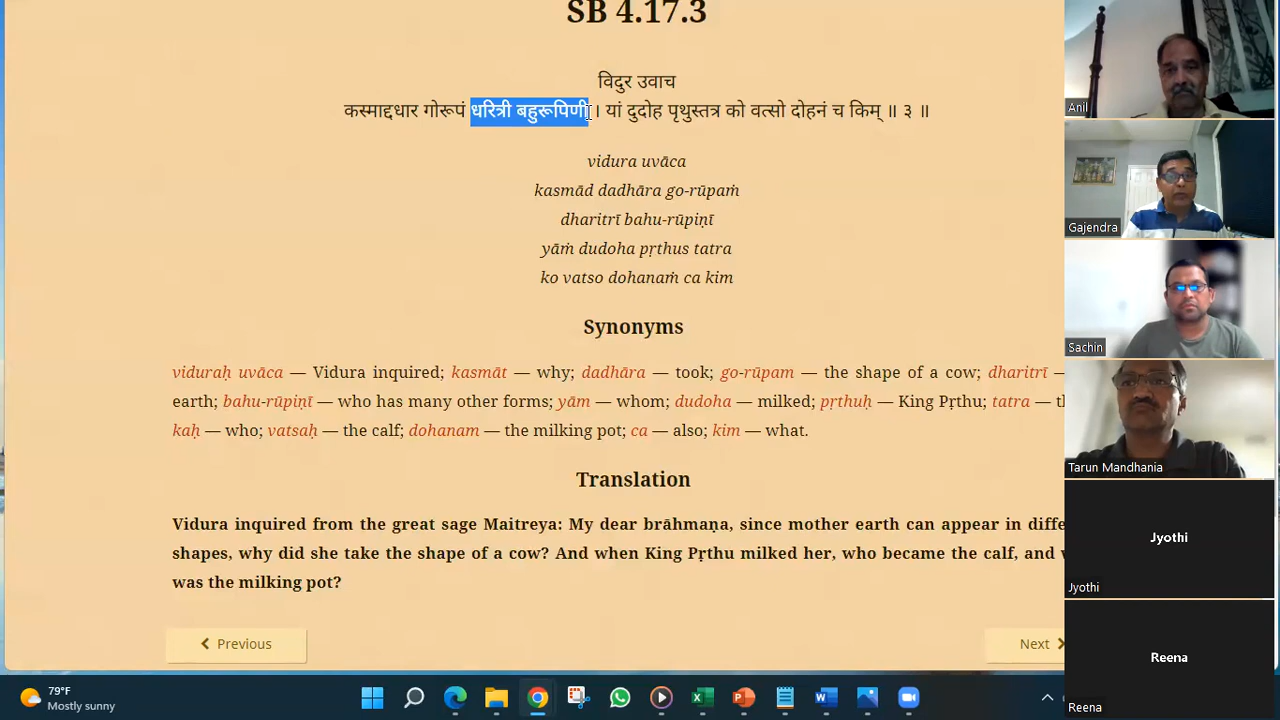 SB 4.17.3
विदुर उवाच
कस्माद्दधार गोरूपं धरित्री बहुरूपिणी । यां दुदोह पृथुस्तत्र को वत्सो दोहनं च किम् ॥ ३ ॥
vidura uvāca
kasmād dadhāra go-rūpaṁ
dharitrī bahu-rūpiṇī
yāṁ dudoha pṛthus tatra
ko vatso dohanaṁ ca kim
Synonyms
viduraḥ uvāca — Vidura inquired; kasmāt — why; dadhāra — took; go-rūpam — the shape of a cow; dharitrī —
earth; bahu-rūpiṇī — who has many other forms; yām — whom; dudoha — milked; pṛthuḥ — King Pṛthu; tatra —
kaḥ — who; vatsaḥ — the calf; dohanam — the milking pot; ca — also; kim — what.
Translation
Vidura inquired from the great sage Maitreya: My dear brāhmaṇa, since mother earth can appear in
shapes, why did she take the shape of a cow? And when King Pṛthu milked her, who became the calf, and
was the milking pot?
Previous
Next
Anil
Gajendra
Sachin
Tarun Mandhania
Jyothi
Jyothi
Reena
Reena
79°F
Mostly sunny